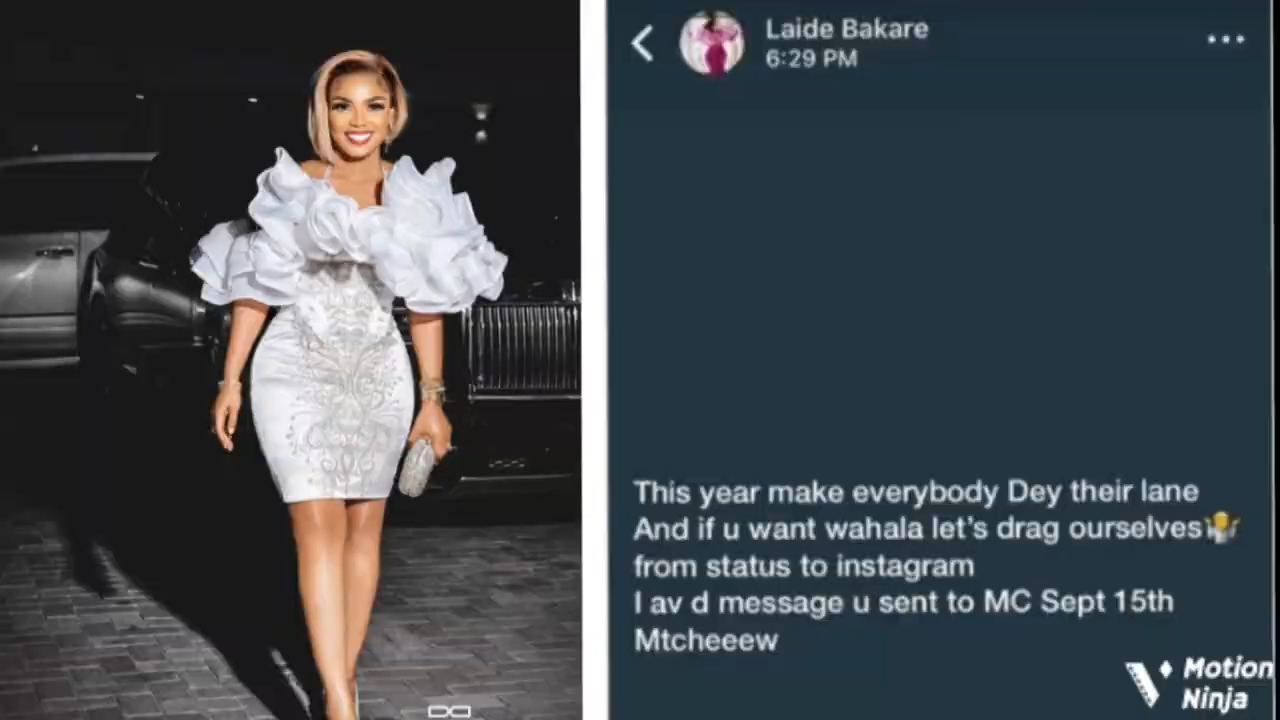 Laide Bakare
6:29 PM
This year make everybody Dey their lane
And if u want wahala let's drag ourselves🤷
from status to instagram
I av d message u sent to MC Sept 15th
Mtcheeew
Motion
Ninja